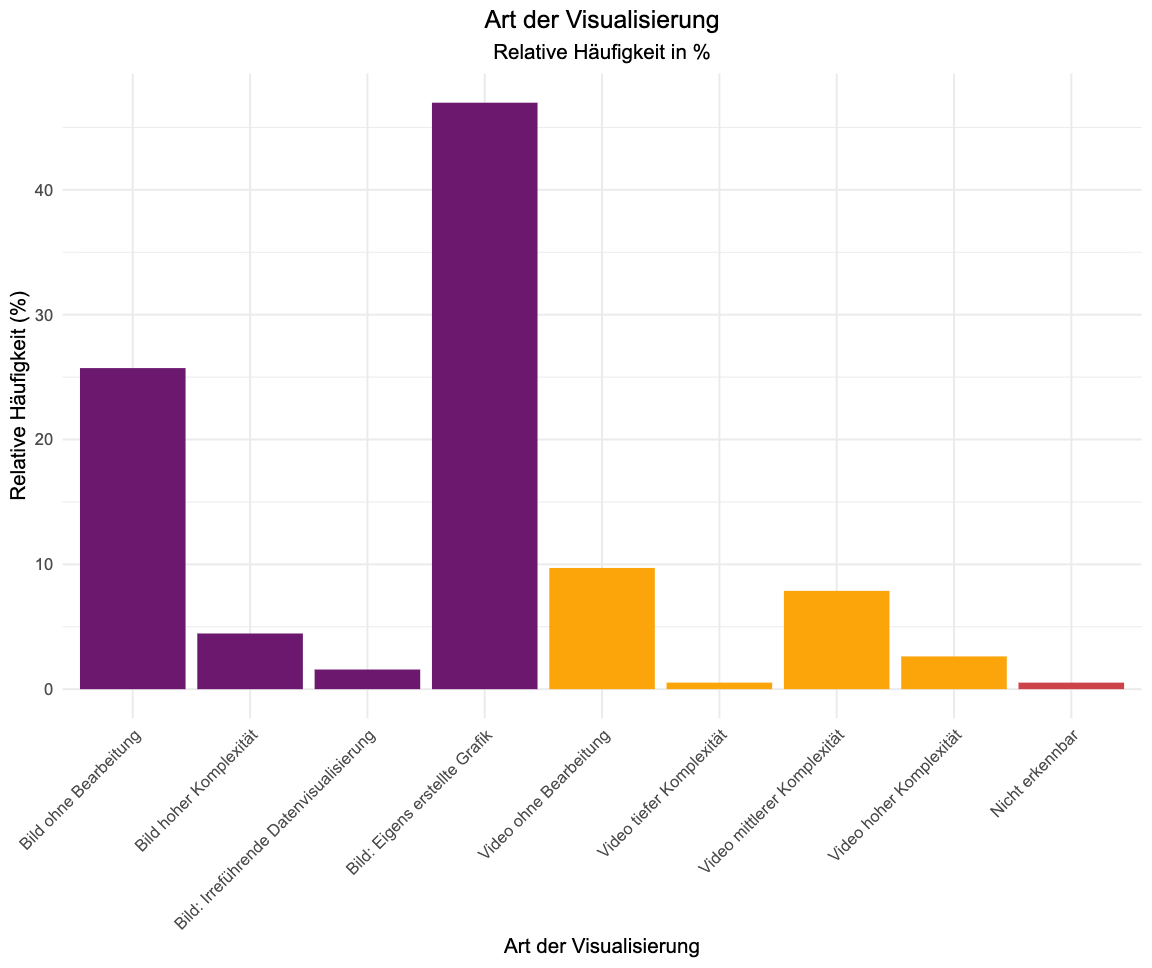 Art der Visualisierung
Relative Häufigkeit in %
Relative Häufigkeit (%)
40
30
20
10
0
Bild ohne Bearbeitung
Bild hoher Komplexität
Bild: Irreführende Datenvisualisierung
Bild: Eigens erstellte Grafik
Video ohne Bearbeitung
Video tiefer Komplexität
Video mittlerer Komplexität
Video hoher Komplexität
Nicht erkennbar
Art der Visualisierung